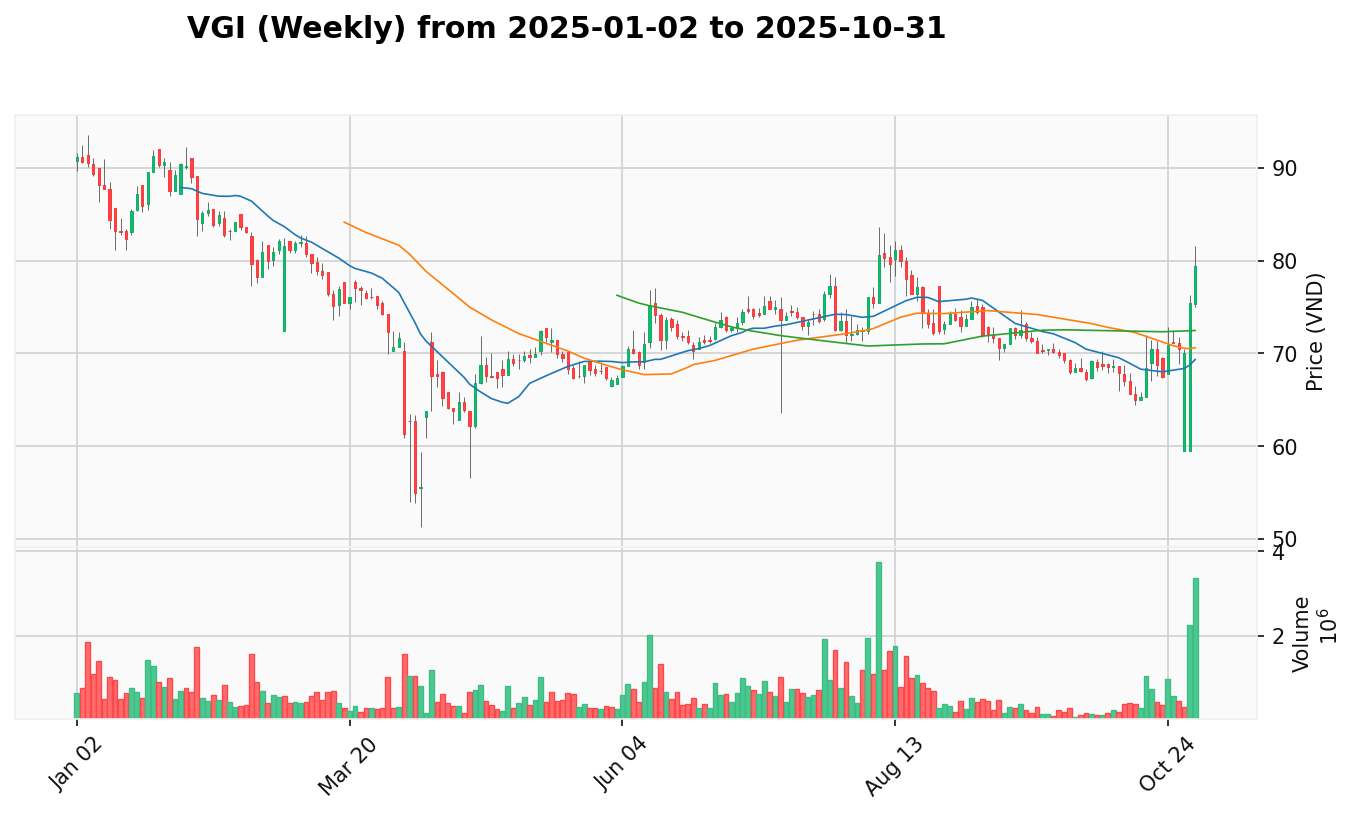 VGI (Weekly) from 2025-01-02 to 2025-10-31
90
80
70
60
50
Price (VND)
4
2
Volume
10⁶
Jan 02
Mar 20
Jun 04
Aug 13
Oct 24